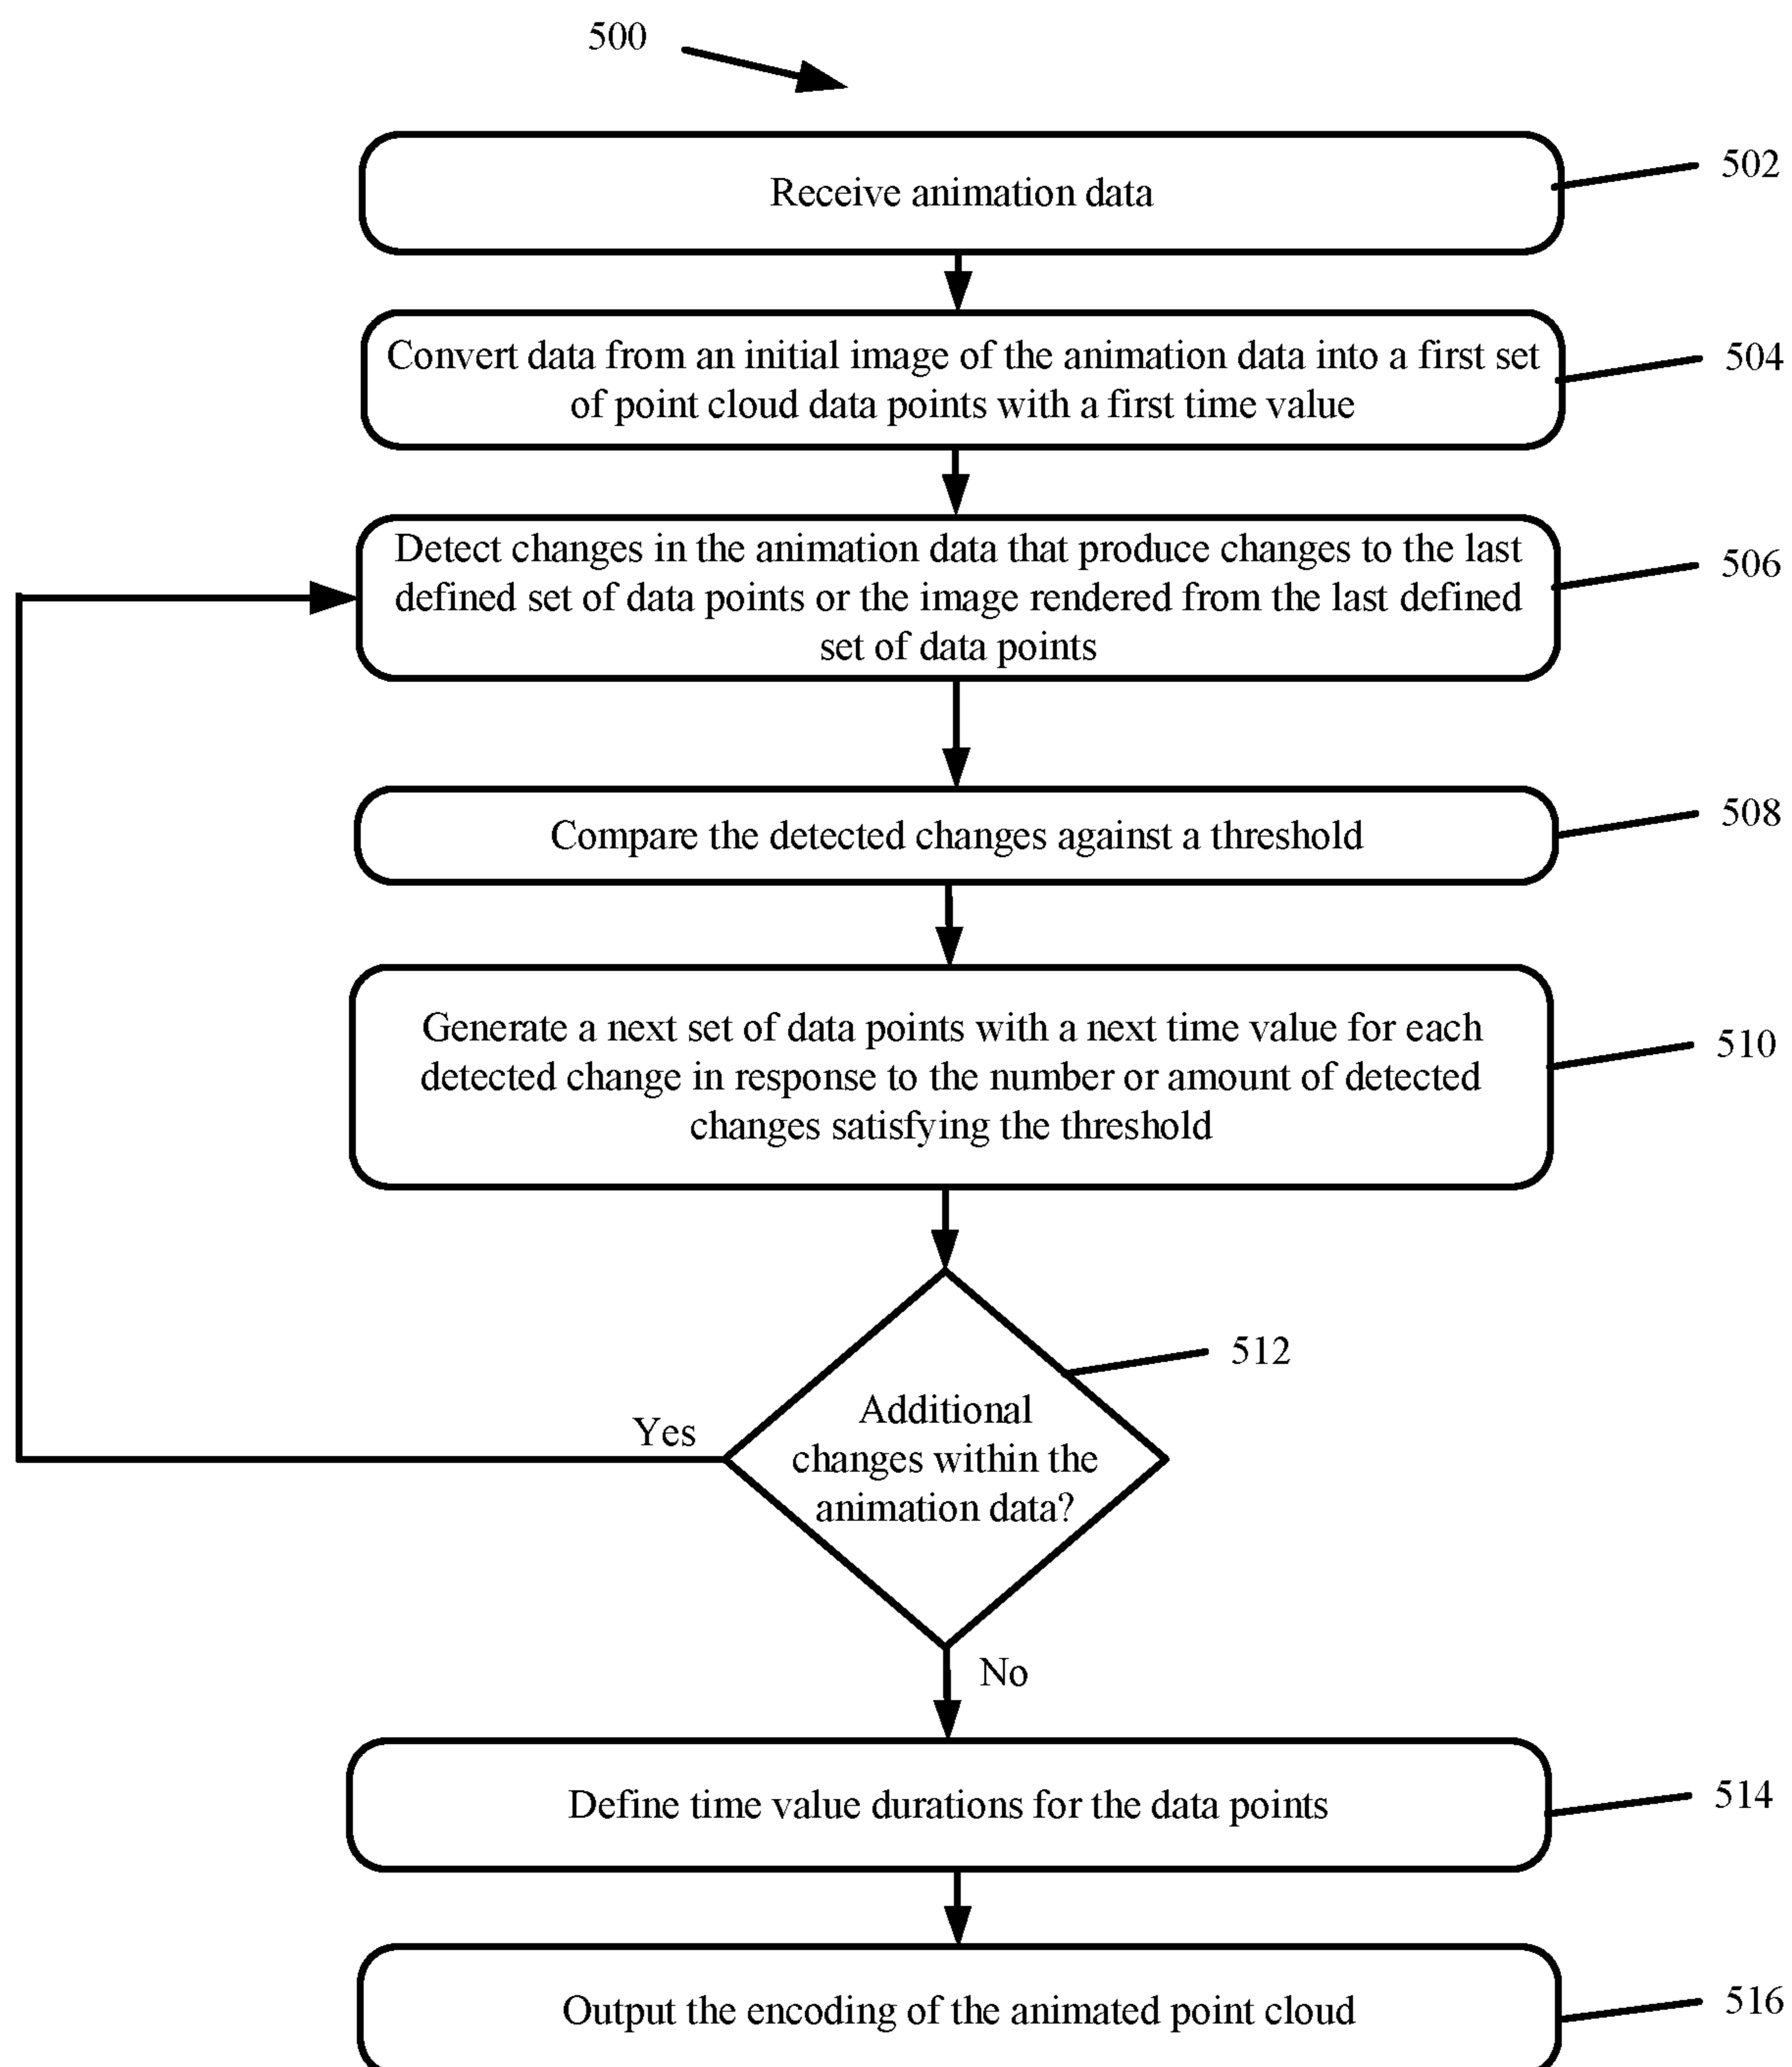 500
Receive animation data
502
Convert data from an initial image of the animation data into a first set
of point cloud data points with a first time value
504
Detect changes in the animation data that produce changes to the last
defined set of data points or the image rendered from the last defined
set of data points
506
Compare the detected changes against a threshold
508
Generate a next set of data points with a next time value for each
detected change in response to the number or amount of detected
changes satisfying the threshold
510
512
Additional
changes within the
animation data?
Yes
No
Define time value durations for the data points
514
Output the encoding of the animated point cloud
516